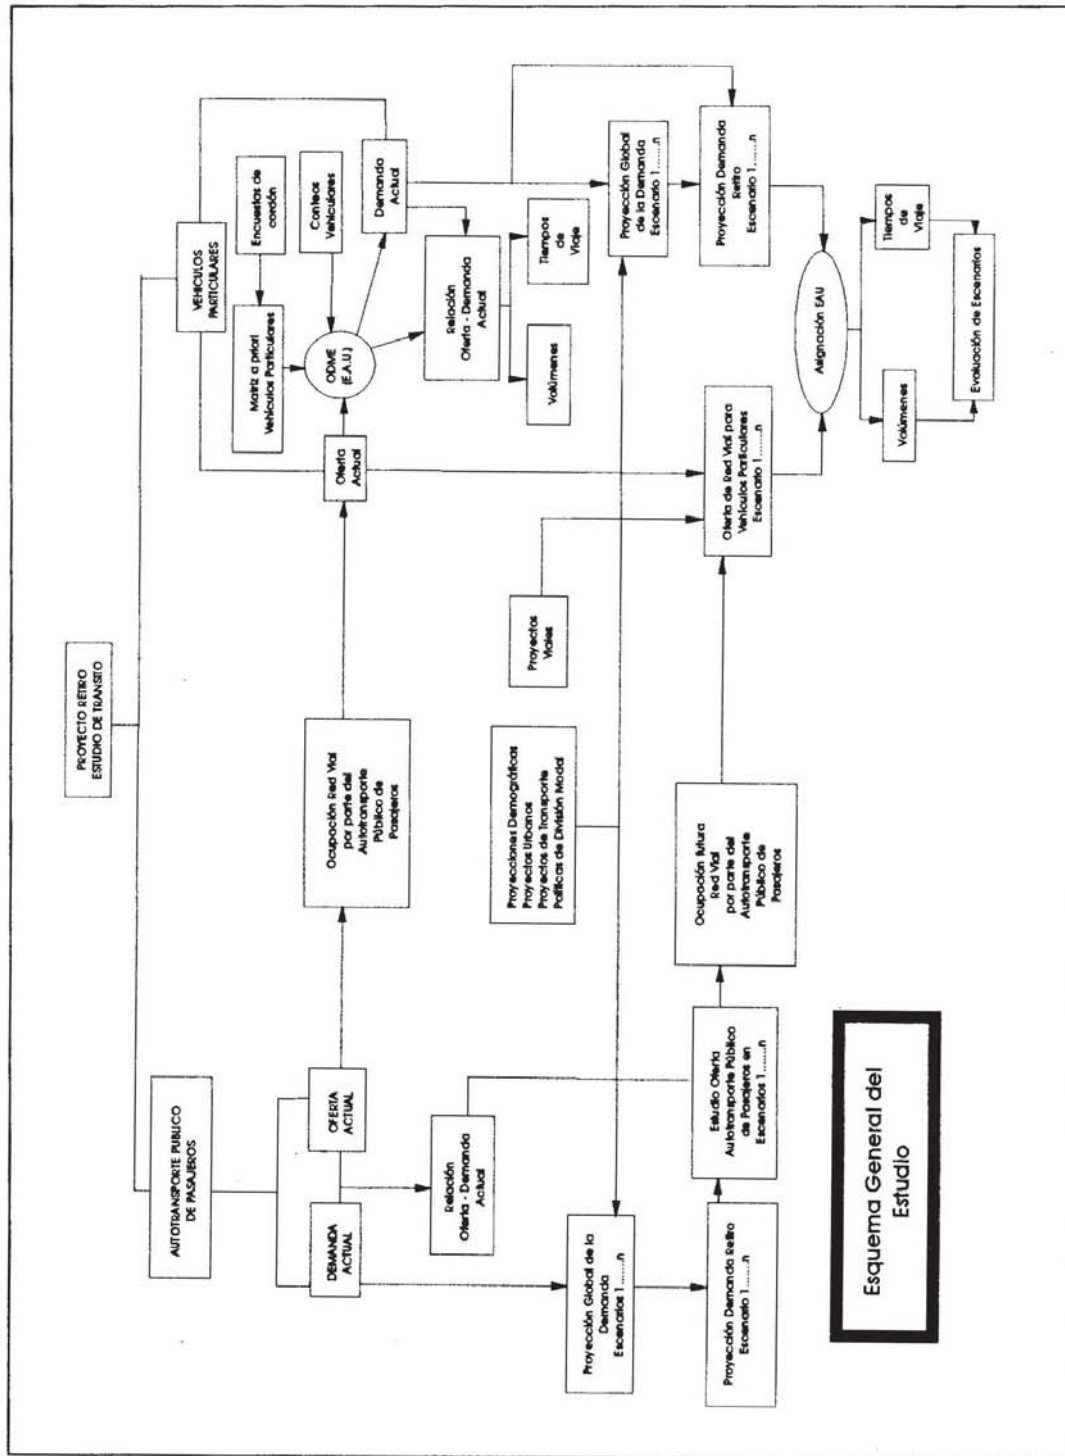 PROYECTO RETIRO
ESTUDIO DE TRANSITO
AUTOTRANSPORTE PUBLICO
DE PASAJEROS
VEHICULOS
PARTICULARES
DEMANDA
ACTUAL
OFERTA
ACTUAL
Relación
Oferta - Demanda
Actual
Ocupación Red Vial
por parte del
Autotransporte
Público de
Pasajeros
Oferta
Actual
Matriz a priori
Vehículos Particulares
Encuestas de
cordón
Conteos
Vehiculares
ODME
(E.A.U.)
Demanda
Actual
Relación
Oferta - Demanda
Actual
Volúmenes
Tiempos
de
Viaje
Proyecciones Demográficas
Proyectos Urbanos
Proyectos de Transporte
Políticas de División Modal
Proyectos
Viales
Proyección Global de la
Demanda
Escenarios 1 .......n
Proyección Global
de la Demanda
Escenario 1.......n
Proyección Demanda Retiro
Escenario 1.......n
Estudio Oferta
Autotransporte Público
de Pasajeros en
Escenarios 1 .......n
Ocupación futura
Red Vial
por parte del
Autotransporte
Público de
Pasajeros
Oferta de Red Vial para
Vehículos Particulares
Escenario 1 .......n
Proyección Demanda
Retiro
Escenario 1.......n
Asignación EAU
Volúmenes
Tiempos
de
Viaje
Evaluación de Escenarios
Esquema General del
Estudio